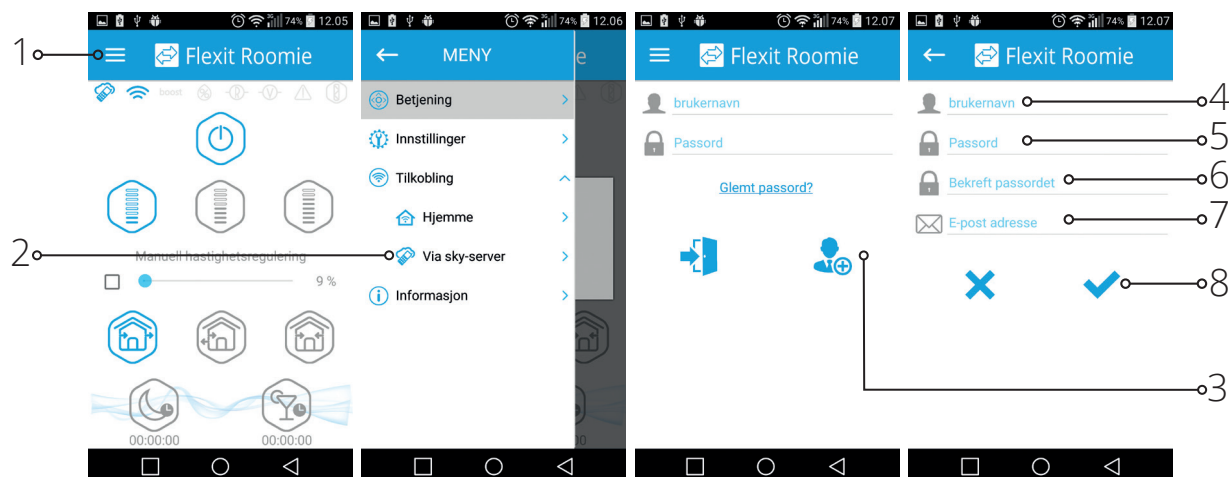 74% 12.05
1
Flexit Roomie
boost
Manuell hastighetsregulering
9 %
00:00:00 00:00:00
74% 12.06
MENY
e
Betjening
Innstillinger
Tilkobling
Hjemme
2
Via sky-server
Informasjon
00
74% 12.07
Flexit Roomie
brukernavn
Passord
Glemt passord?
3
74% 12.07
Flexit Roomie
brukernavn
4
Passord
5
Bekreft passordet
6
E-post adresse
7
8